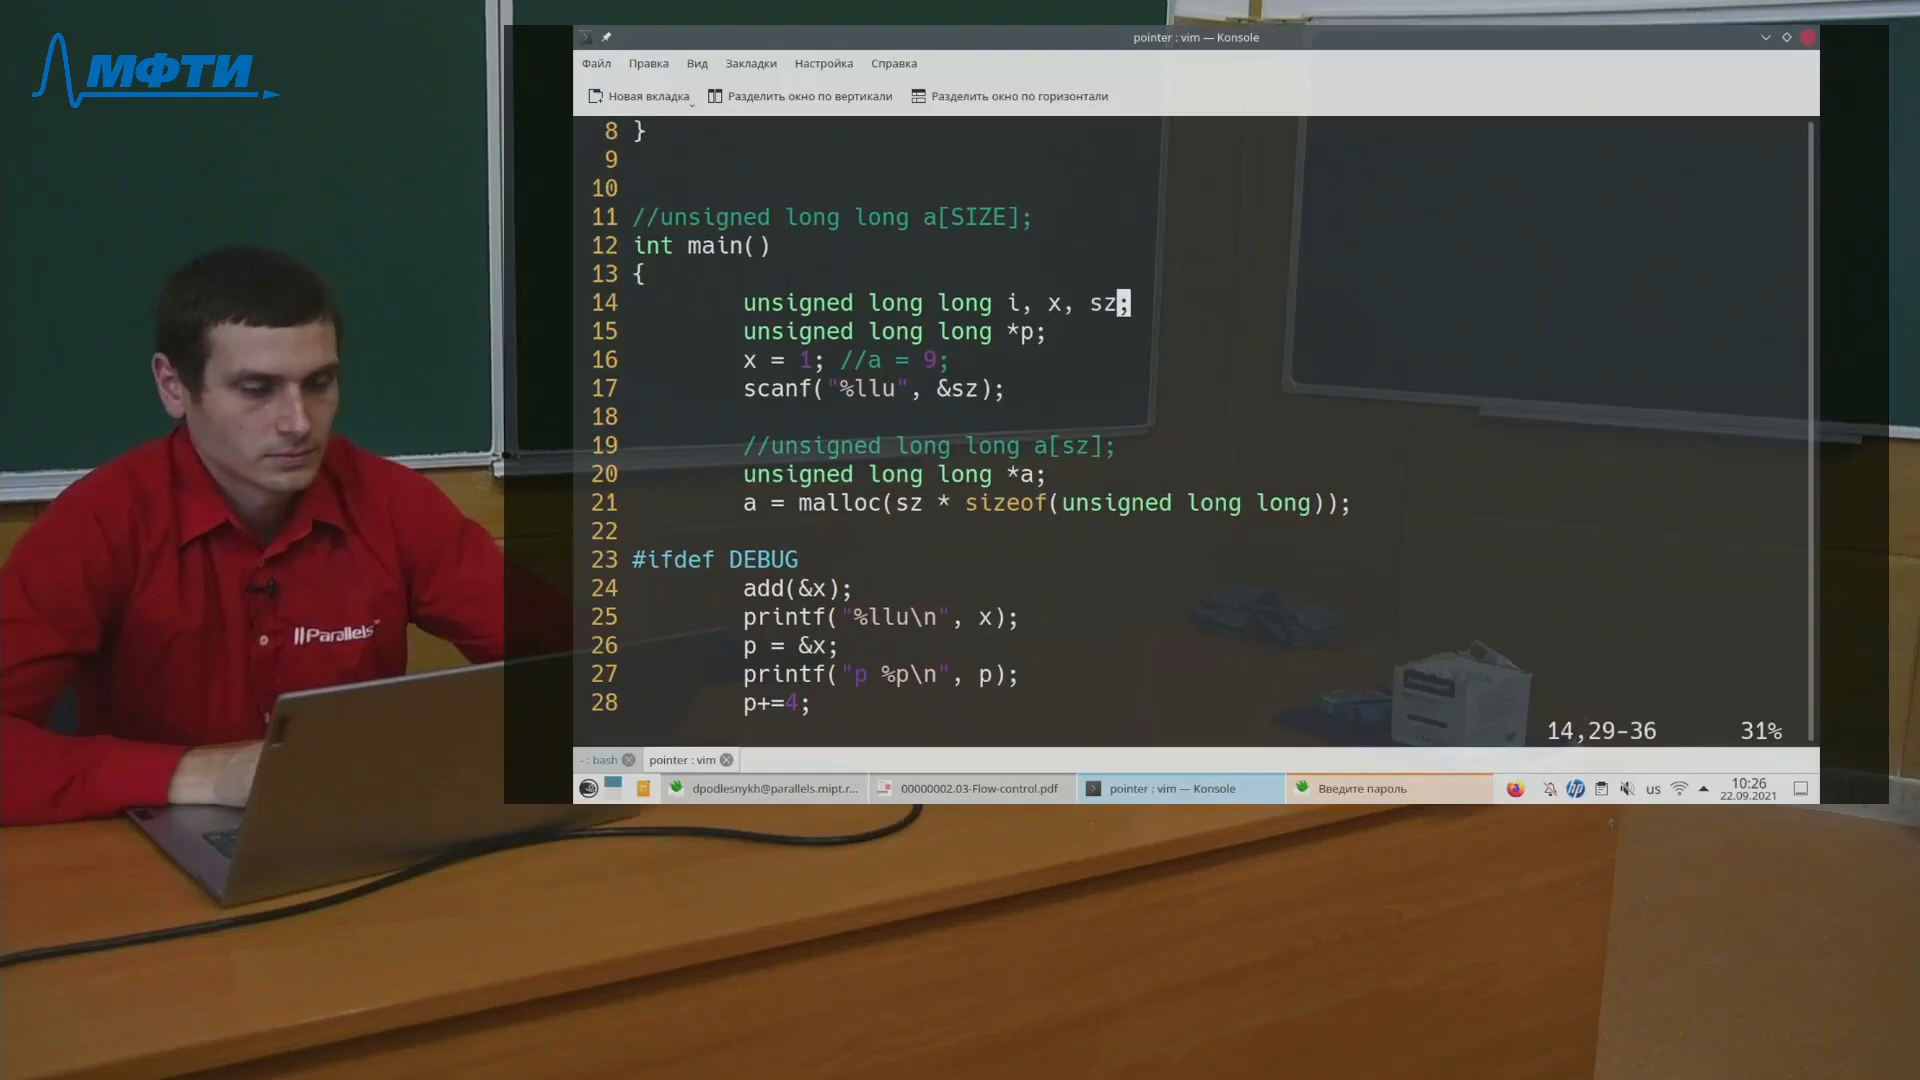 МФТИ
pointer : vim — Konsole
Файл Правка Вид Закладки Настройка Справка
Новая вкладка Разделить окно по вертикали Разделить окно по горизонтали
8 }
9
10
11 //unsigned long long a[SIZE];
12 int main()
13 {
14 unsigned long long i, x, sz;
15 unsigned long long *p;
16 x = 1; //a = 9;
17 scanf("%llu", &sz);
18
19 //unsigned long long a[sz];
20 unsigned long long *a;
21 a = malloc(sz * sizeof(unsigned long long));
22
23 #ifdef DEBUG
24 add(&x);
25 printf("%llu\n", x);
26 p = &x;
27 printf("p %p\n", p);
28 p+=4;
14,29-36 31%
- : bash pointer : vim
dpodlesnykh@parallels.mipt.r... 00000002.03-Flow-control.pdf pointer : vim — Konsole Введите пароль hp us 10:26
22.09.2021
||Parallels